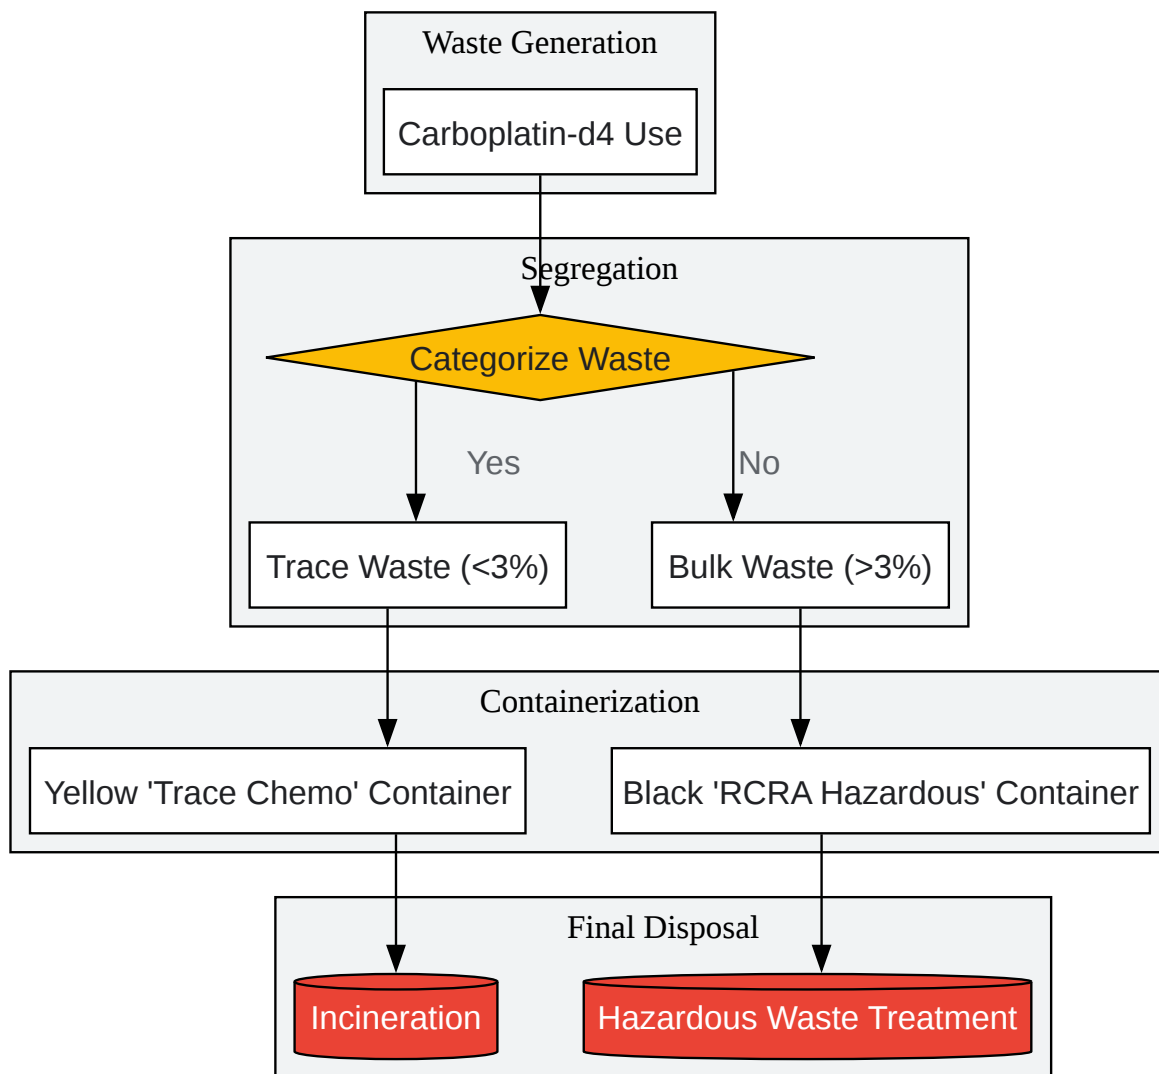 Waste Generation
Carboplatin-d4 Use
Segregation
Categorize Waste
Yes
No
Trace Waste (<3%)
Bulk Waste (>3%)
Containerization
Yellow 'Trace Chemo' Container
Black 'RCRA Hazardous' Container
Final Disposal
Incineration
Hazardous Waste Treatment